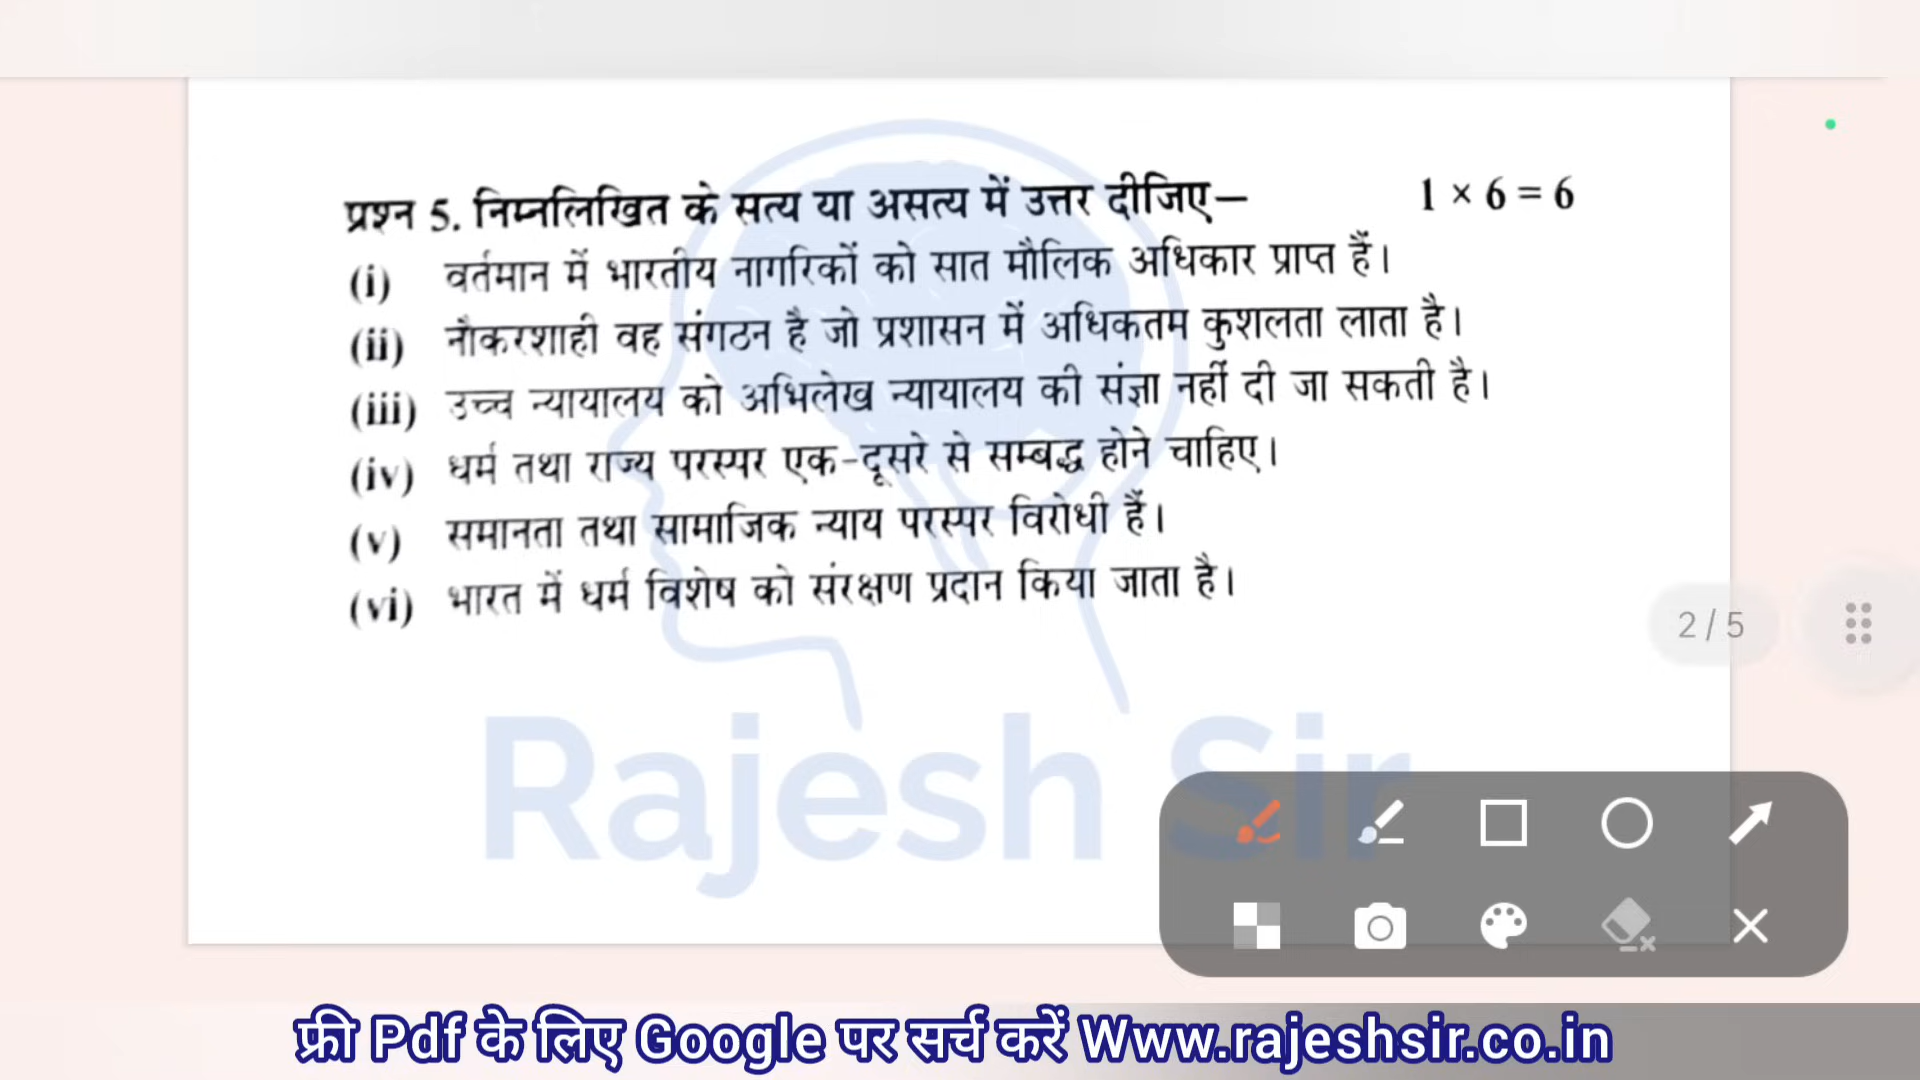 प्रश्न 5. निम्नलिखित के सत्य या असत्य में उत्तर दीजिए— 1 × 6 = 6
(i) वर्तमान में भारतीय नागरिकों को सात मौलिक अधिकार प्राप्त हैं।
(ii) नौकरशाही वह संगठन है जो प्रशासन में अधिकतम कुशलता लाता है।
(iii) उच्च न्यायालय को अभिलेख न्यायालय की संज्ञा नहीं दी जा सकती है।
(iv) धर्म तथा राज्य परस्पर एक-दूसरे से सम्बद्ध होने चाहिए।
(v) समानता तथा सामाजिक न्याय परस्पर विरोधी हैं।
(vi) भारत में धर्म विशेष को संरक्षण प्रदान किया जाता है।
2 / 5
Rajesh Sir
फ्री Pdf के लिए Google पर सर्च करें Www.rajeshsir.co.in